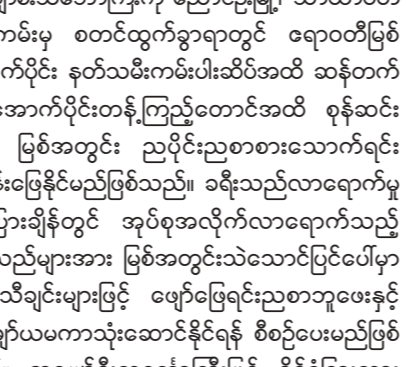 ကမ်းမှ စတင်ထွက်ခွာရာတွင် ဧရာဝတီမြစ်
က်ပိုင်း နတ်သမီးကမ်းပါးဆိပ်အထိ ဆန်တက်
အောက်ပိုင်းတန့်ကြည့်တောင်အထိ စုန်ဆင်း
မြစ်အတွင်း ညပိုင်းညစာစားသောက်ရင်း
းဖြေနိုင်မည်ဖြစ်သည်။ ခရီးသည်လာရောက်မှု
ပြားချိန်တွင် အုပ်စုအလိုက်လာရောက်သည့်
သည်များအား မြစ်အတွင်းသဲသောင်ပြင်ပေါ်မှာ
သီချင်းများဖြင့် ဖျော်ဖြေရင်းညစာဘူဖေးနှင့်
ျော်ယမကာသုံးဆောင်နိုင်ရန် စီစဉ်ပေးမည်ဖြစ်